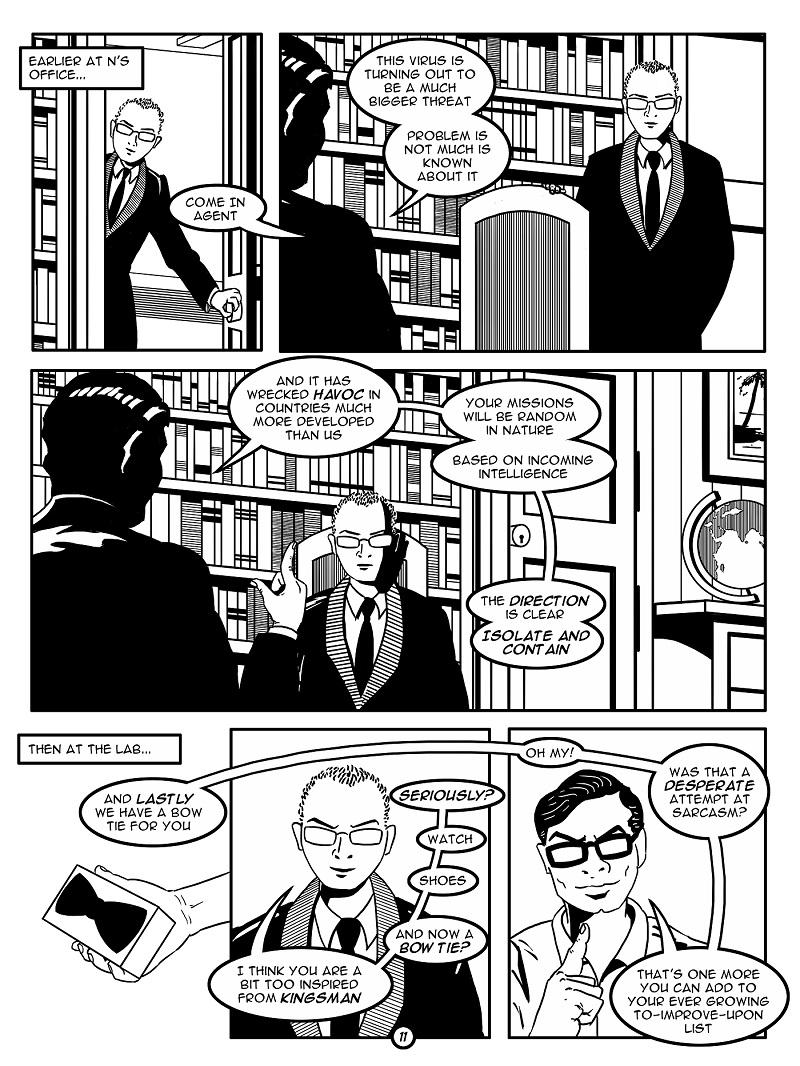 EARLIER AT N'S
OFFICE...
COME IN
AGENT
THIS VIRUS IS
TURNING OUT TO
BE A MUCH
BIGGER THREAT
PROBLEM IS
NOT MUCH IS
KNOWN
ABOUT IT
AND IT HAS
WRECKED HAVOC IN
COUNTRIES MUCH
MORE DEVELOPED
THAN US
YOUR MISSIONS
WILL BE RANDOM
IN NATURE
BASED ON INCOMING
INTELLIGENCE
THE DIRECTION
IS CLEAR
ISOLATE AND
CONTAIN
THEN AT THE LAB...
AND LASTLY
WE HAVE A BOW
TIE FOR YOU
SERIOUSLY?
WATCH
SHOES
AND NOW A
BOW TIE?
I THINK YOU ARE A
BIT TOO INSPIRED
FROM KINGSMAN
OH MY!
WAS THAT A
DESPERATE
ATTEMPT AT
SARCASM?
THAT'S ONE MORE
YOU CAN ADD TO
YOUR EVER GROWING
TO-IMPROVE-UPON
LIST
11